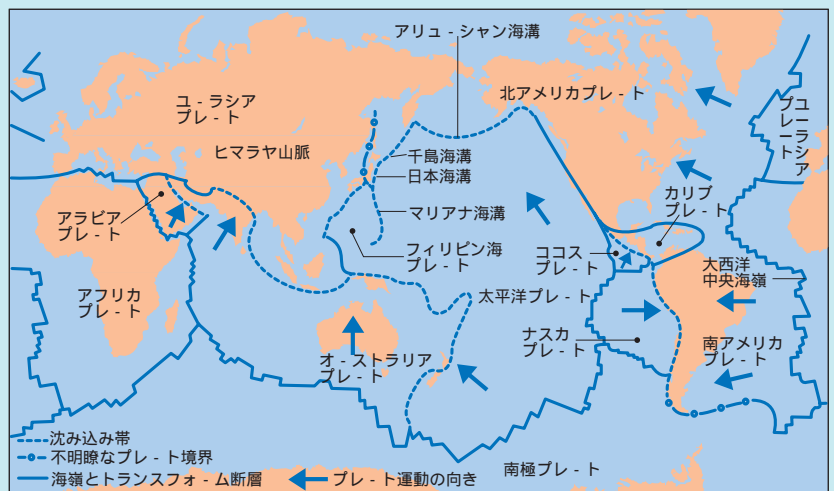 アリュ - シャン海溝
ユ - ラシア
プレ - ト
北アメリカプレ - ト
ユーラシア
プレート
ヒマラヤ山脈
千島海溝
日本海溝
カリブ
プレ - ト
アラビア
プレ - ト
マリアナ海溝
フィリピン海
プレ - ト
ココス
プレ - ト
大西洋
中央海嶺
アフリカ
プレ - ト
太平洋プレ - ト
ナスカ
プレ - ト
南アメリカ
プレ - ト
オ - ストラリア
プレ - ト
沈み込み帯
不明瞭なプレ - ト境界
海嶺とトランスフォ - ム断層
プレ - ト運動の向き
南極プレ - ト